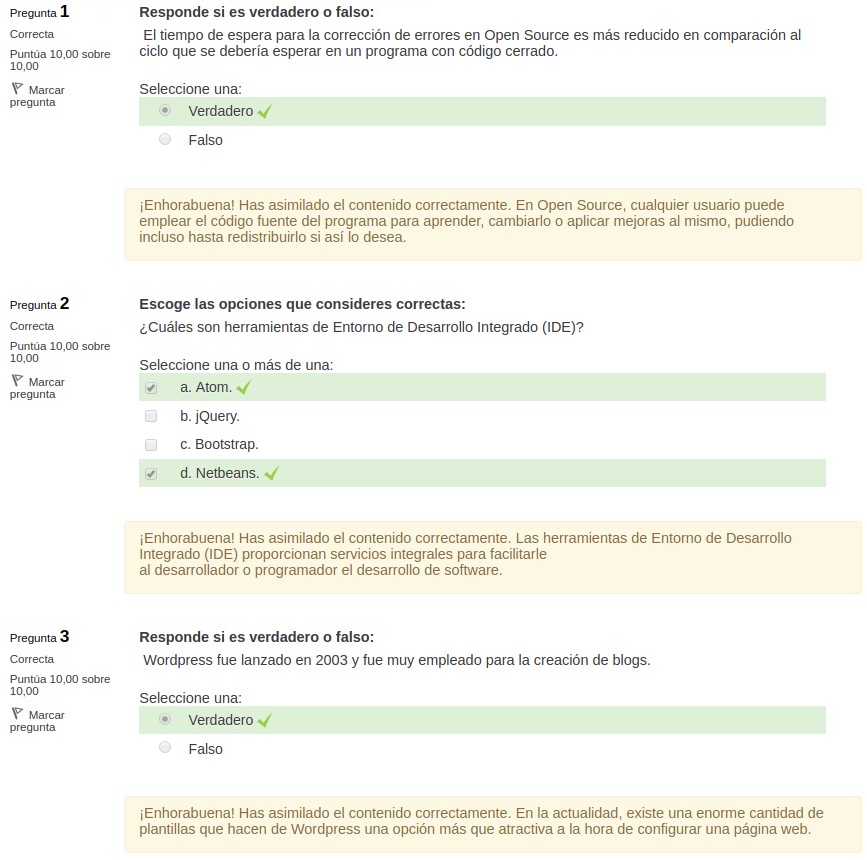 Pregunta 1
Correcta
Puntúa 10,00 sobre
10,00
Marcar
pregunta
Responde si es verdadero o falso:
El tiempo de espera para la corrección de errores en Open Source es más reducido en comparación al
ciclo que se debería esperar en un programa con código cerrado.
Seleccione una:
Verdadero
Falso
¡Enhorabuena! Has asimilado el contenido correctamente. En Open Source, cualquier usuario puede
emplear el código fuente del programa para aprender, cambiarlo o aplicar mejoras al mismo, pudiendo
incluso hasta redistribuirlo si así lo desea.
Pregunta 2
Correcta
Puntúa 10,00 sobre
10,00
Marcar
pregunta
Escoge las opciones que consideres correctas:
¿Cuáles son herramientas de Entorno de Desarrollo Integrado (IDE)?
Seleccione una o más de una:
a. Atom.
b. jQuery.
c. Bootstrap.
d. Netbeans.
¡Enhorabuena! Has asimilado el contenido correctamente. Las herramientas de Entorno de Desarrollo
Integrado (IDE) proporcionan servicios integrales para facilitarle
al desarrollador o programador el desarrollo de software.
Pregunta 3
Correcta
Puntúa 10,00 sobre
10,00
Marcar
pregunta
Responde si es verdadero o falso:
Wordpress fue lanzado en 2003 y fue muy empleado para la creación de blogs.
Seleccione una:
Verdadero
Falso
¡Enhorabuena! Has asimilado el contenido correctamente. En la actualidad, existe una enorme cantidad de
plantillas que hacen de Wordpress una opción más que atractiva a la hora de configurar una página web.